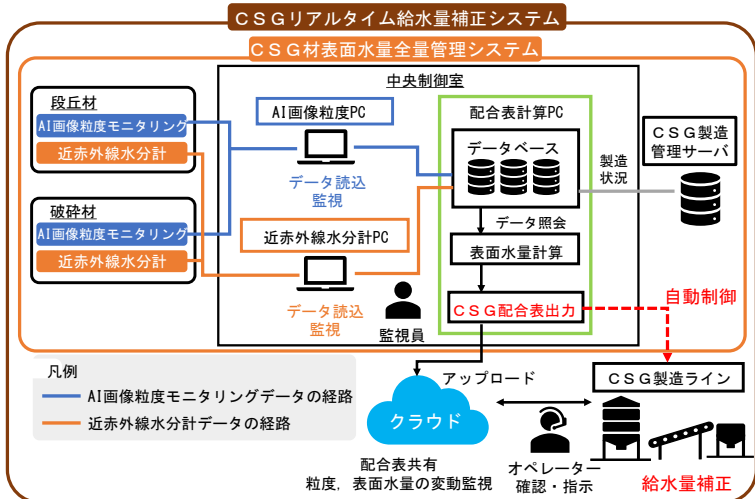 CSGリアルタイム給水量補正システム
CSG材表面水量全量管理システム
中央制御室
段丘材
AI画像粒度モニタリング
近赤外線水分計
破砕材
AI画像粒度モニタリング
近赤外線水分計
AI画像粒度PC
データ読込
監視
近赤外線水分計PC
データ読込
監視
監視員
配合表計算PC
データベース
データ照会
表面水量計算
CSG配合表出力
製造
状況
CSG製造
管理サーバ
自動制御
凡例
AI画像粒度モニタリングデータの経路
近赤外線水分計データの経路
アップロード
クラウド
配合表共有
粒度，表面水量の変動監視
オペレーター
確認・指示
CSG製造ライン
給水量補正